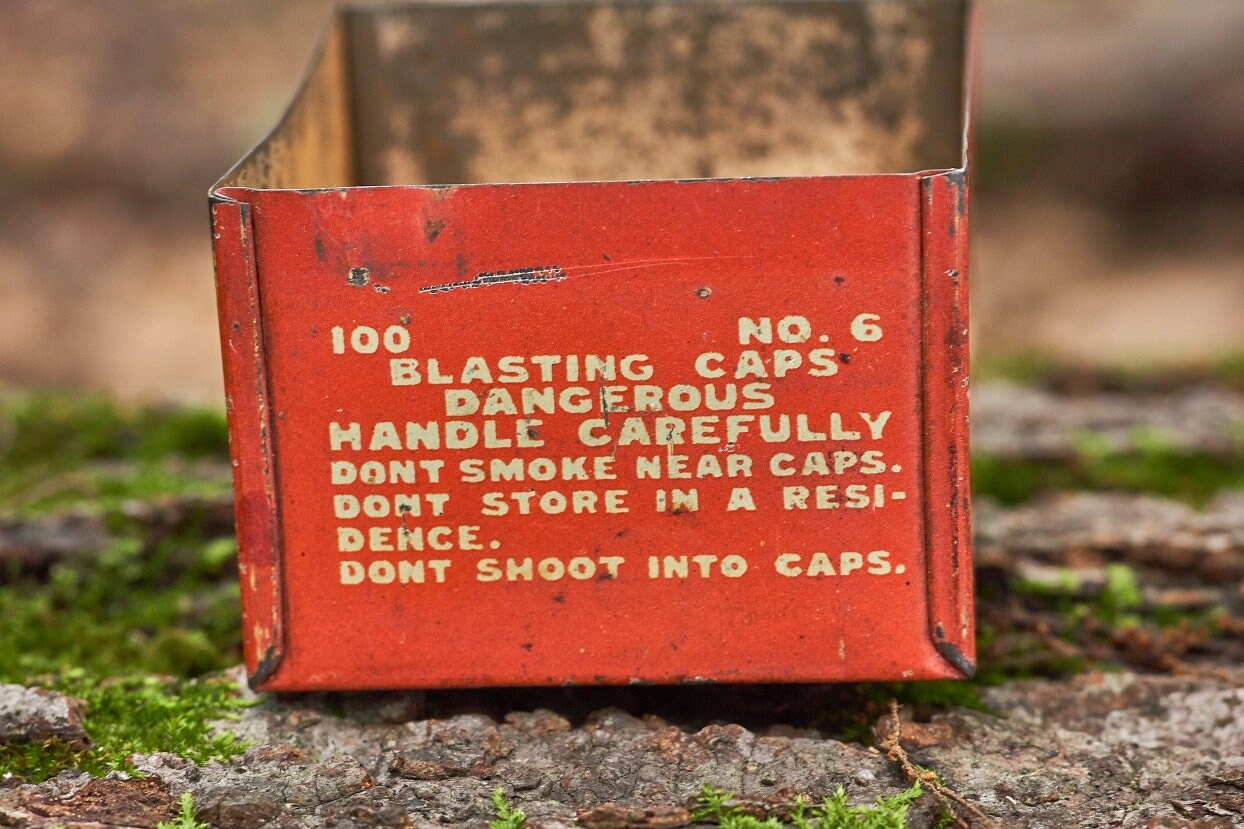 100 NO. 6
BLASTING CAPS
DANGEROUS
HANDLE CAREFULLY
DONT SMOKE NEAR CAPS.
DONT STORE IN A RESI-
DENCE.
DONT SHOOT INTO CAPS.